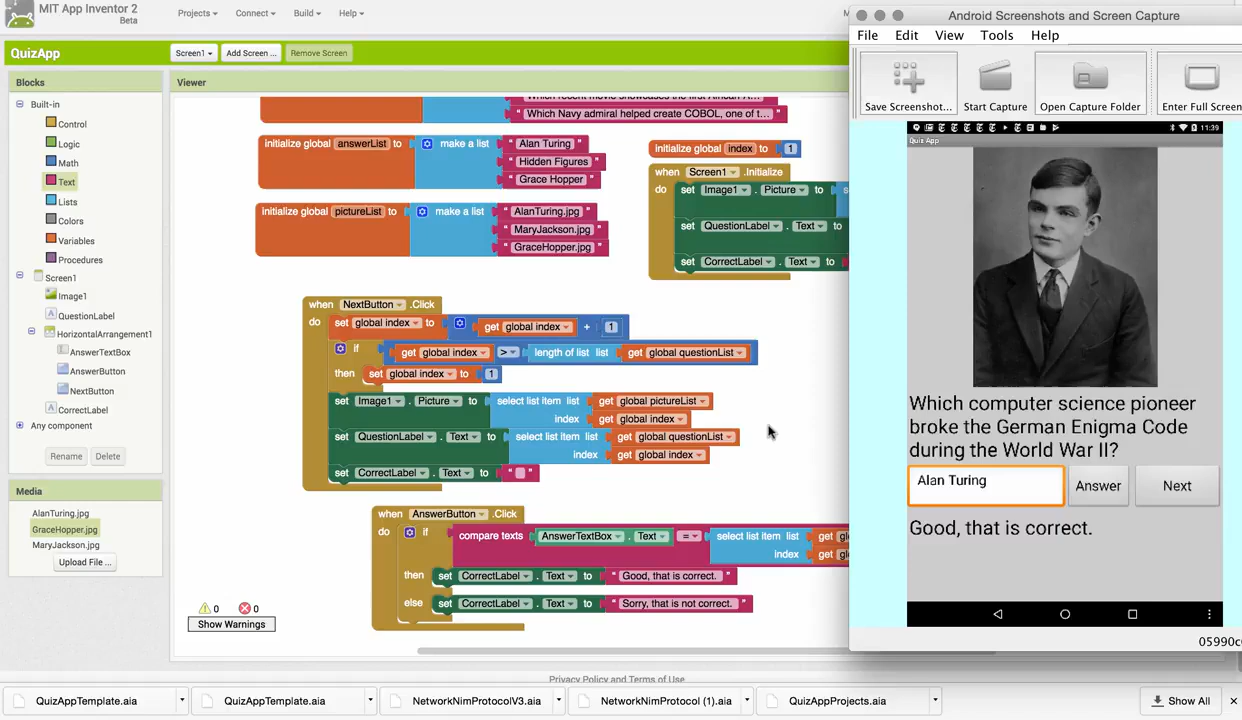 MIT App Inventor 2
Beta
Projects Connect Build Help M
QuizApp Screen1 Add Screen ... Remove Screen
Blocks
Built-in
Control
Logic
Math
Text
Lists
Colors
Variables
Procedures
Screen1
Image1
QuestionLabel
HorizontalArrangement1
AnswerTextBox
AnswerButton
NextButton
CorrectLabel
Any component
Rename Delete
Media
AlanTuring.jpg
GraceHopper.jpg
MaryJackson.jpg
Upload File ...
Viewer
" Which Navy admiral helped create COBOL, one of t... "
initialize global answerList to make a list " Alan Turing "
" Hidden Figures "
" Grace Hopper "
initialize global pictureList to make a list " AlanTuring.jpg "
" MaryJackson.jpg "
" GraceHopper.jpg "
initialize global index to 1
when Screen1 .Initialize
do set Image1 . Picture to
set QuestionLabel . Text to
set CorrectLabel . Text to
when NextButton .Click
do set global index to get global index + 1
if get global index > length of list list get global questionList
then set global index to 1
set Image1 . Picture to select list item list get global pictureList
index get global index
set QuestionLabel . Text to select list item list get global questionList
index get global index
set CorrectLabel . Text to " "
when AnswerButton .Click
do if compare texts AnswerTextBox . Text = select list item list get gl
index get gl
then set CorrectLabel . Text to " Good, that is correct. "
else set CorrectLabel . Text to " Sorry, that is not correct. "
0 0
Show Warnings
Privacy Policy and Terms of Use
Android Screenshots and Screen Capture
File Edit View Tools Help
Save Screenshot... Start Capture Open Capture Folder Enter Full Screen
11:39
Quiz App
Which computer science pioneer
broke the German Enigma Code
during the World War II?
Alan Turing Answer Next
Good, that is correct.
05990c
QuizAppTemplate.aia QuizAppTemplate.aia NetworkNimProtocolV3.aia NetworkNimProtocol (1).aia QuizAppProjects.aia Show All